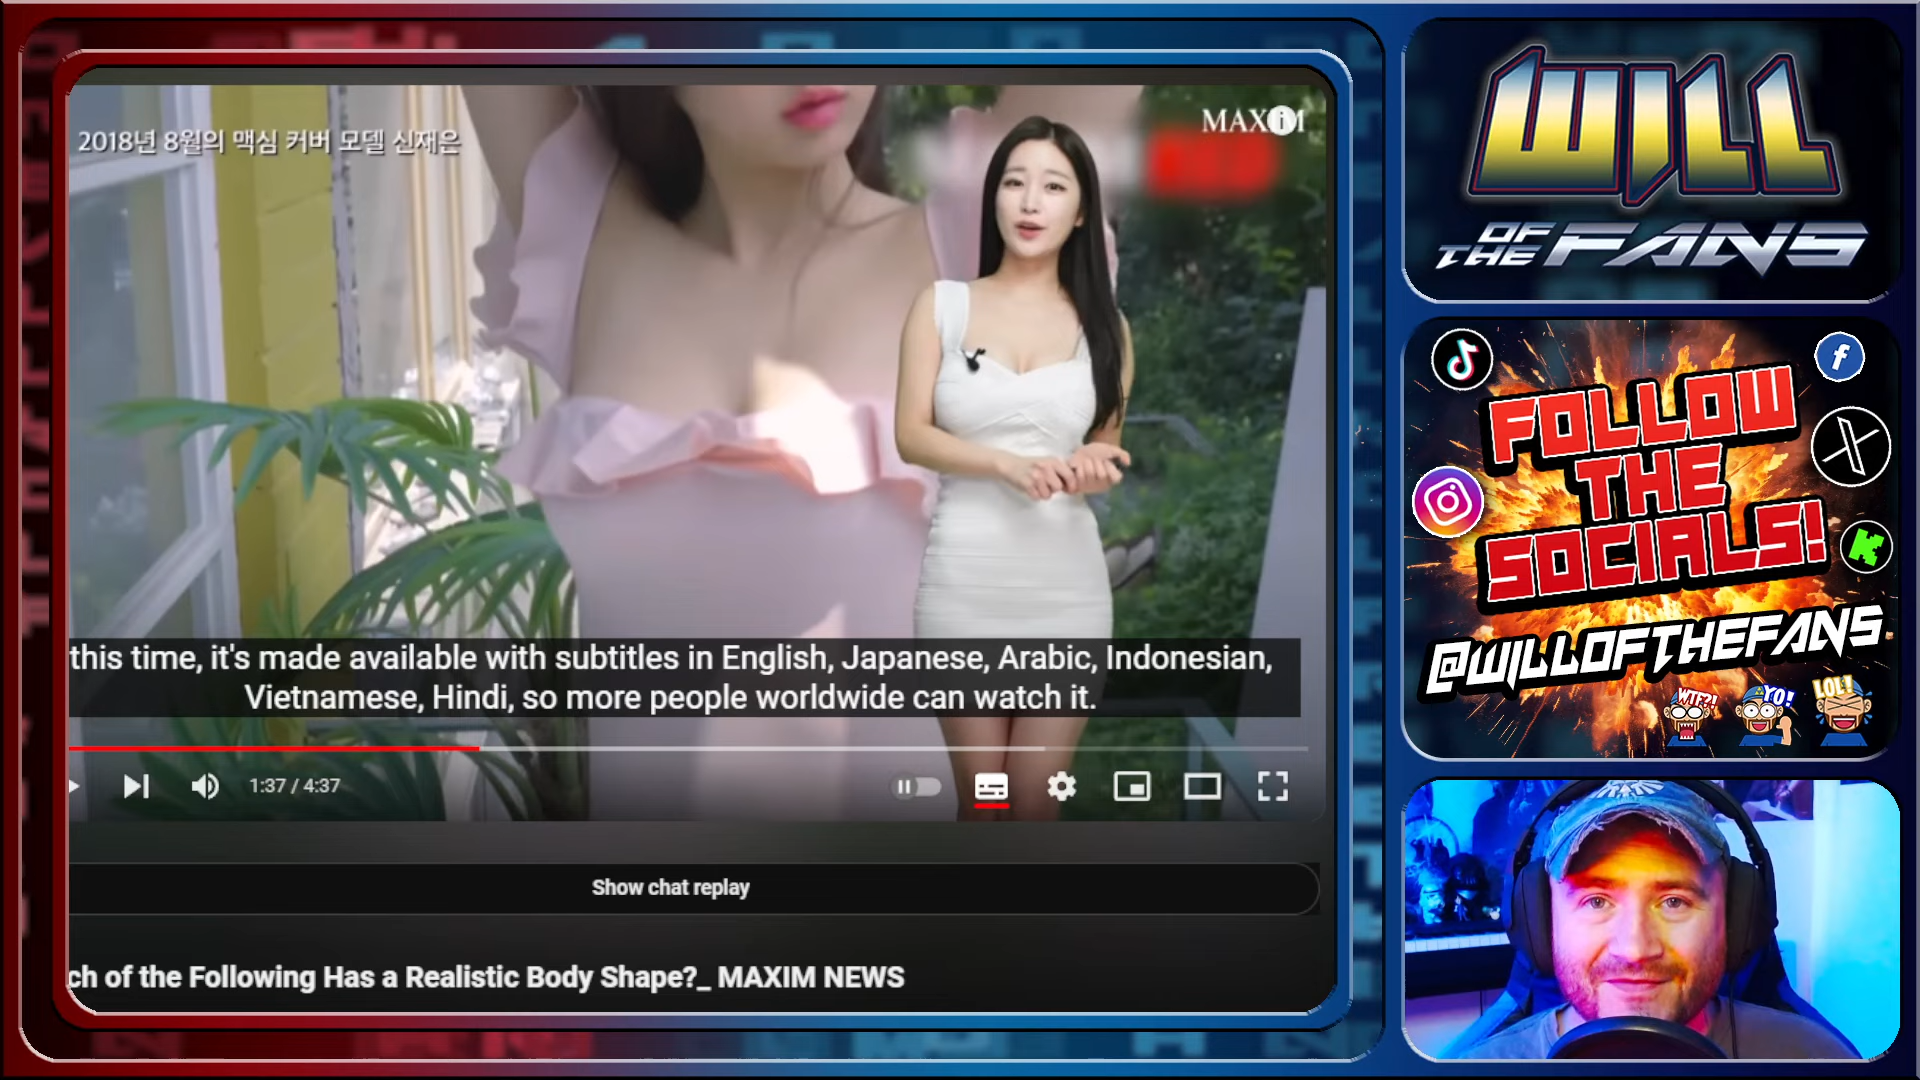 2018년 8월의 맥심 커버 모델 신재은
MAXIM
this time, it's made available with subtitles in English, Japanese, Arabic, Indonesian,
Vietnamese, Hindi, so more people worldwide can watch it.
1:37 / 4:37
Show chat replay
ch of the Following Has a Realistic Body Shape?_ MAXIM NEWS
WILL
OF
THE FANS
FOLLOW
THE
SOCIALS!
@WILLOFTHEFANS
WTF?!
YO!
LOL!